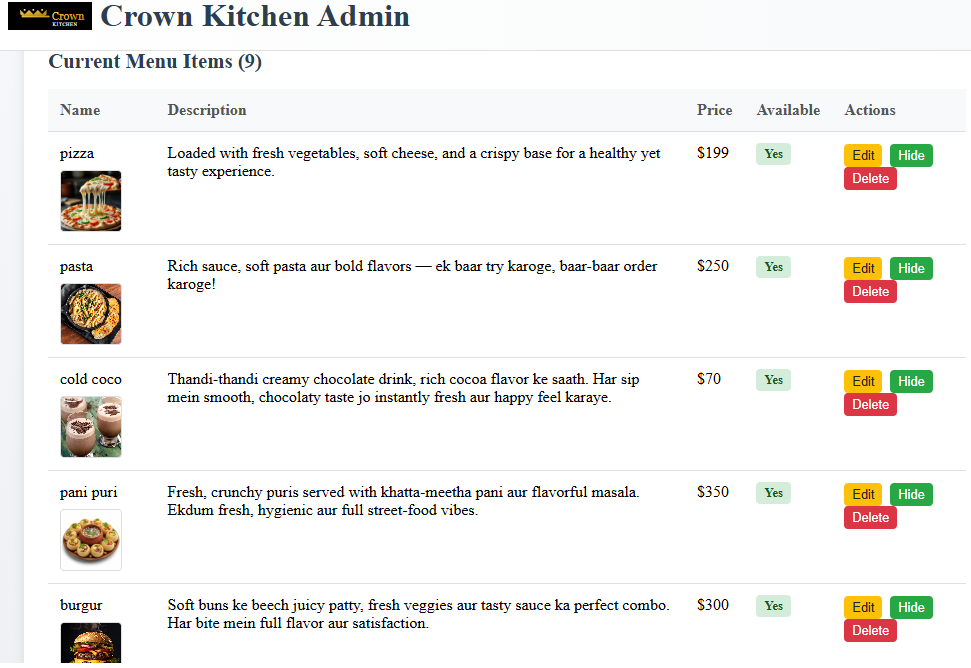 Crown
KITCHEN
Crown Kitchen Admin
Current Menu Items (9)
Name Description Price Available Actions
pizza
Loaded with fresh vegetables, soft cheese, and a crispy base for a healthy yet
tasty experience.
$199
Yes
Edit Hide
Delete
pasta
Rich sauce, soft pasta aur bold flavors — ek baar try karoge, baar-baar order
karoge!
$250
Yes
Edit Hide
Delete
cold coco
Thandi-thandi creamy chocolate drink, rich cocoa flavor ke saath. Har sip
mein smooth, chocolaty taste jo instantly fresh aur happy feel karaye.
$70
Yes
Edit Hide
Delete
pani puri
Fresh, crunchy puris served with khatta-meetha pani aur flavorful masala.
Ekdum fresh, hygienic aur full street-food vibes.
$350
Yes
Edit Hide
Delete
burgur
Soft buns ke beech juicy patty, fresh veggies aur tasty sauce ka perfect combo.
Har bite mein full flavor aur satisfaction.
$300
Yes
Edit Hide
Delete